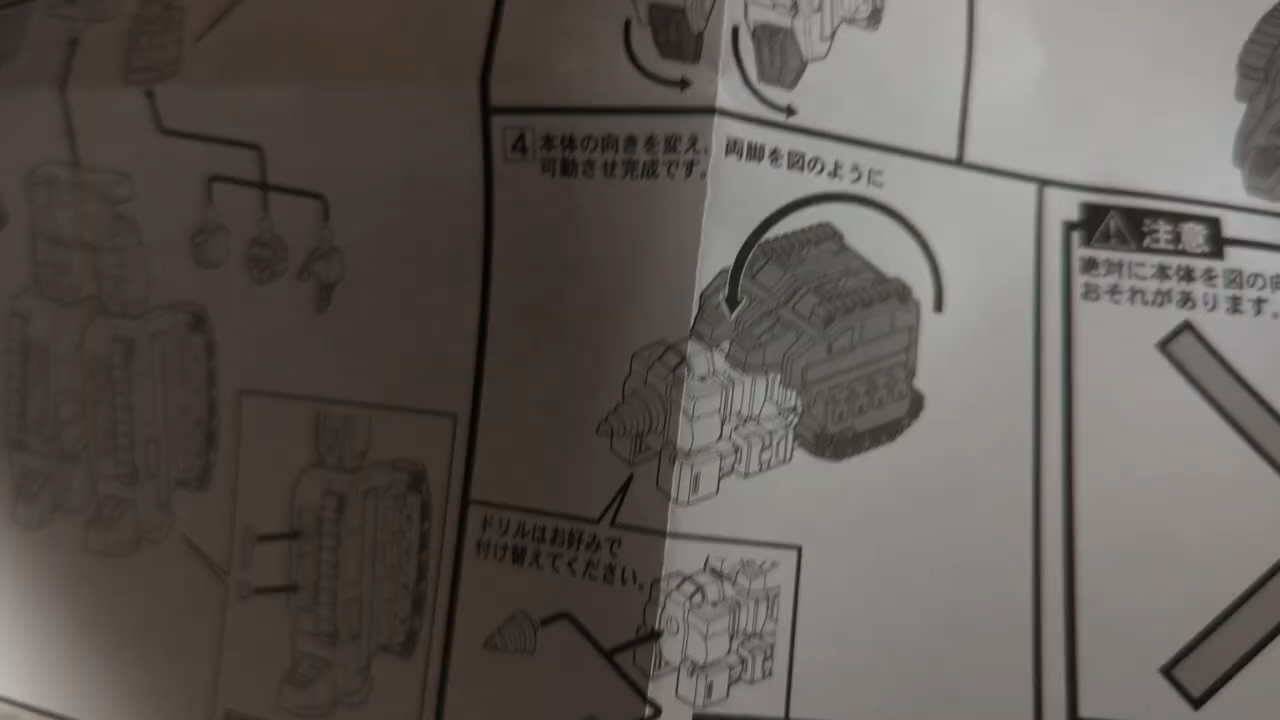 4 本体の向きを変え、両脚を図のように
可動させ完成です。
注意
絶対に本体を図の向
おそれがあります。
ドリルはお好みで
付け替えてください。